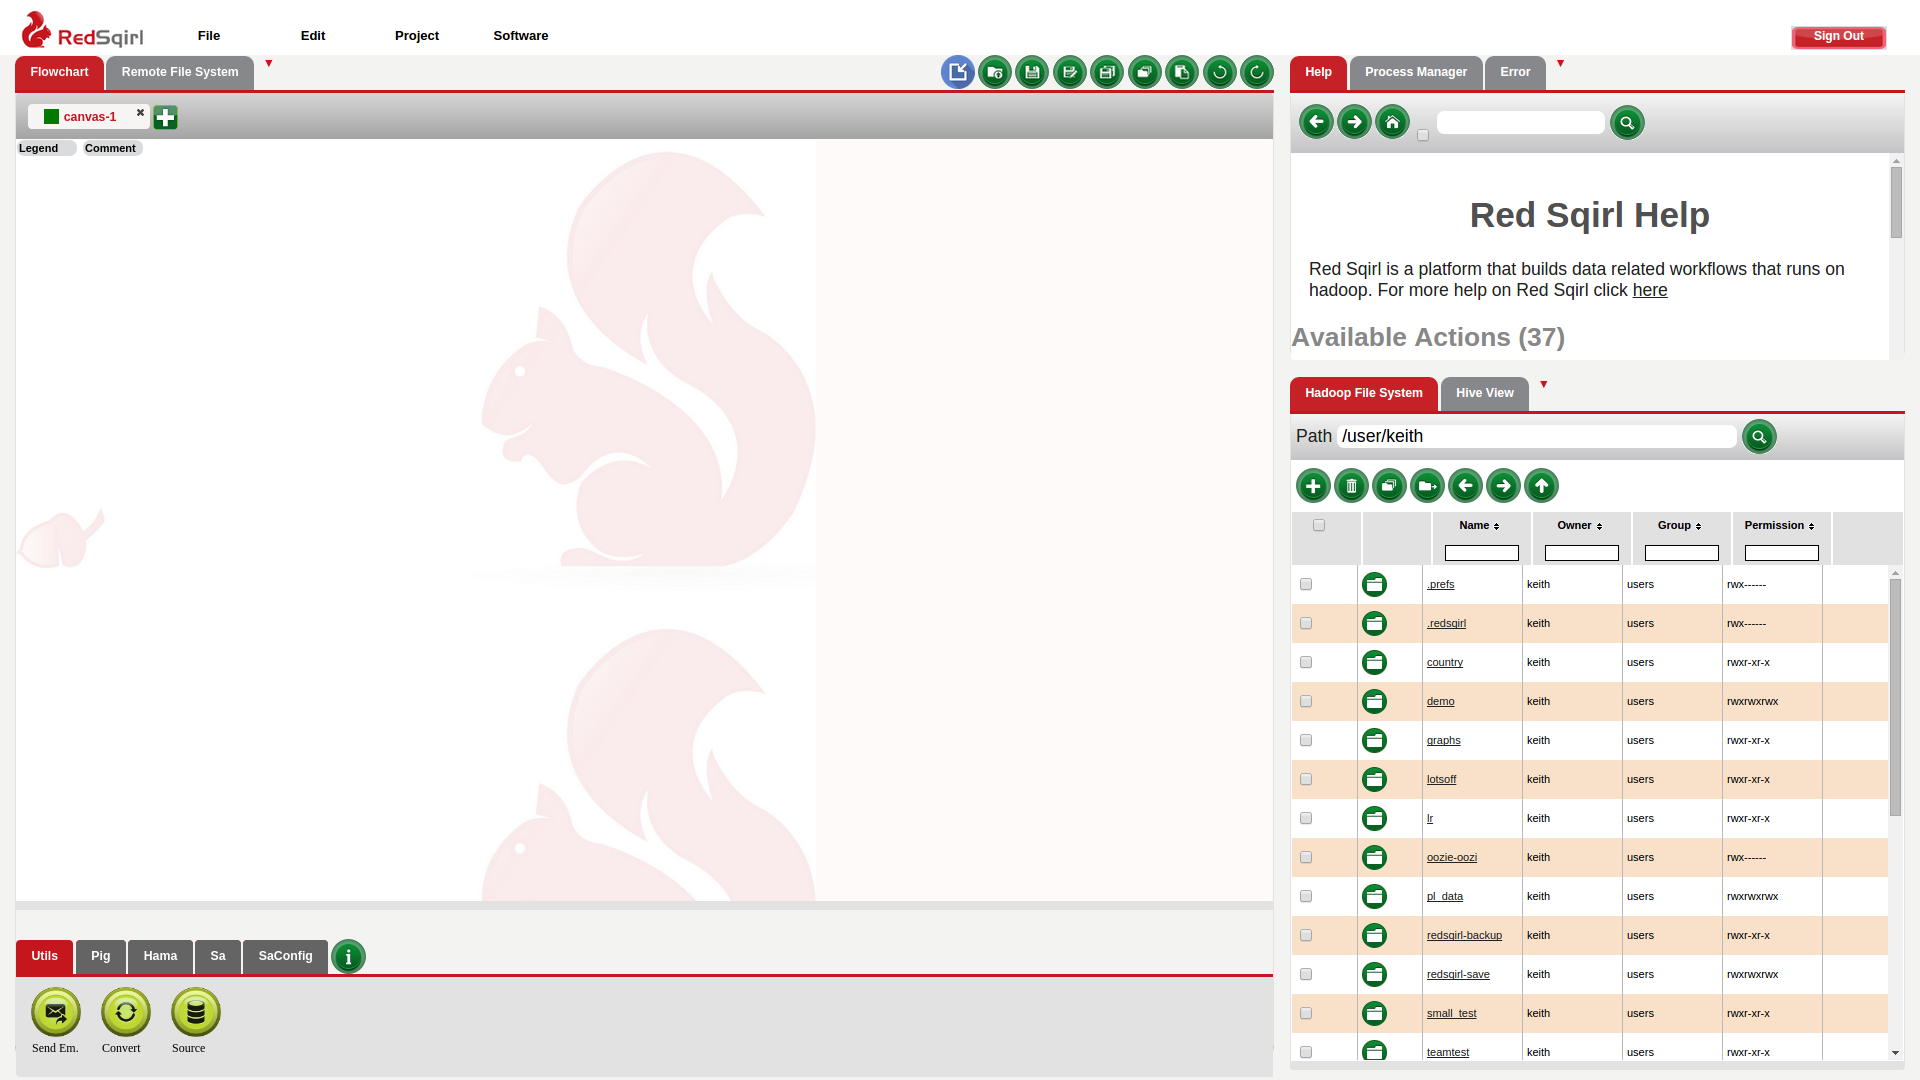 RedSqirl
File Edit Project Software
Sign Out
Flowchart Remote File System
canvas-1
Legend Comment
Utils Pig Hama Sa SaConfig
Send Em. Convert Source
Help Process Manager Error
Red Sqirl Help
Red Sqirl is a platform that builds data related workflows that runs on
hadoop. For more help on Red Sqirl click here
Available Actions (37)
Hadoop File System Hive View
Path /user/keith
Name Owner Group Permission
.prefs keith users rwx------
.redsqirl keith users rwx------
country keith users rwxr-xr-x
demo keith users rwxrwxrwx
graphs keith users rwxr-xr-x
lotsoff keith users rwxr-xr-x
lr keith users rwxr-xr-x
oozie-oozi keith users rwx------
pl_data keith users rwxrwxrwx
redsqirl-backup keith users rwxr-xr-x
redsqirl-save keith users rwxrwxrwx
small_test keith users rwxr-xr-x
teamtest keith users rwxr-xr-x